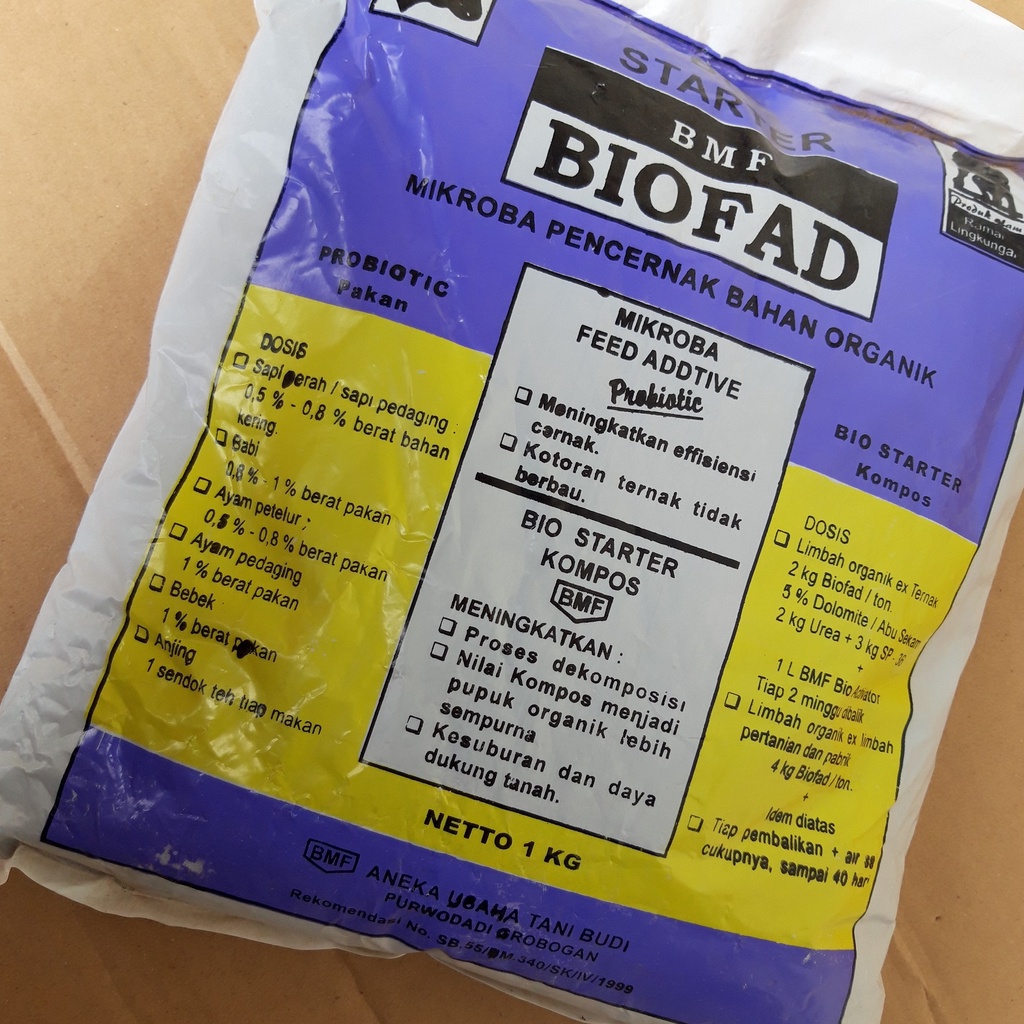 STARTER
BMF
BIOFAD
MIKROBA PENCERNAK BAHAN ORGANIK
Produk
Ramah
Lingkunga
PROBIOTIC
Pakan
DOSIS
❑ Sapi perah / sapi pedaging :
0,5 % - 0,8 % berat bahan
kering.
❑ Babi
0,8 % - 1 % berat pakan
❑ Ayam petelur ;
0,5 % - 0,8 % berat pakan
❑ Ayam pedaging
1 % berat pakan
❑ Bebek
1 % berat pakan
❑ Anjing
1 sendok teh tiap makan
MIKROBA
FEED ADDTIVE
Probiotic
❑ Meningkatkan effisiensi
cernak.
❑ Kotoran ternak tidak
berbau.
BIO STARTER
KOMPOS
BMF
MENINGKATKAN :
❑ Proses dekomposisi
❑ Nilai Kompos menjadi
pupuk organik lebih
sempurna
❑ Kesuburan dan daya
dukung tanah.
BIO STARTER
Kompos
DOSIS
❑ Limbah organik ex Ternak
2 kg Biofad / ton.
5 % Dolomite / Abu Sekam
2 kg Urea + 3 kg SP - 36
+
1 L BMF Bio Activator
Tiap 2 minggu dibalik
❑ Limbah organik ex limbah
pertanian dan pabrik
4 kg Biofad / ton.
+
Idem diatas
❑ Tiap pembalikan + air se
cukupnya, sampai 40 hari
NETTO 1 KG
BMF ANEKA USAHA TANI BUDI
PURWODADI GROBOGAN
Rekomendasi No. SB.55/BM.340/SK/IV/1999